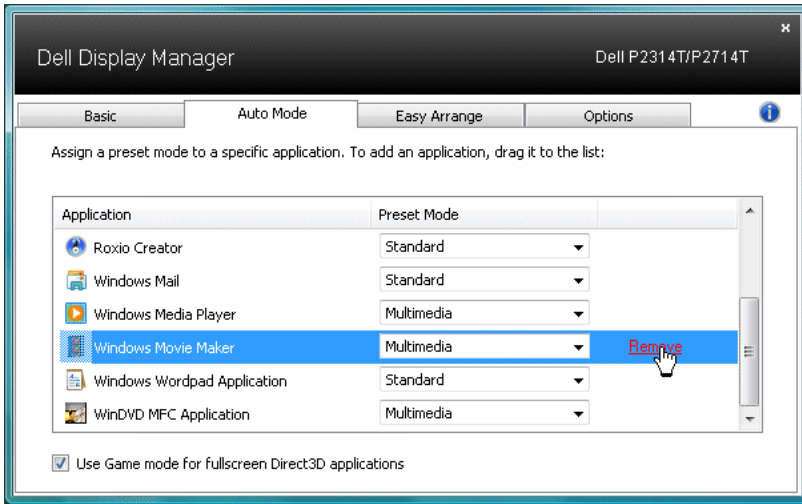 Dell Display Manager
Dell P2314T/P2714T
Basic
Auto Mode
Easy Arrange
Options
Assign a preset mode to a specific application. To add an application, drag it to the list:
Application Preset Mode
Roxio Creator Standard
Windows Mail Standard
Windows Media Player Multimedia
Windows Movie Maker Multimedia Remove
Windows Wordpad Application Standard
WinDVD MFC Application Multimedia
Use Game mode for fullscreen Direct3D applications